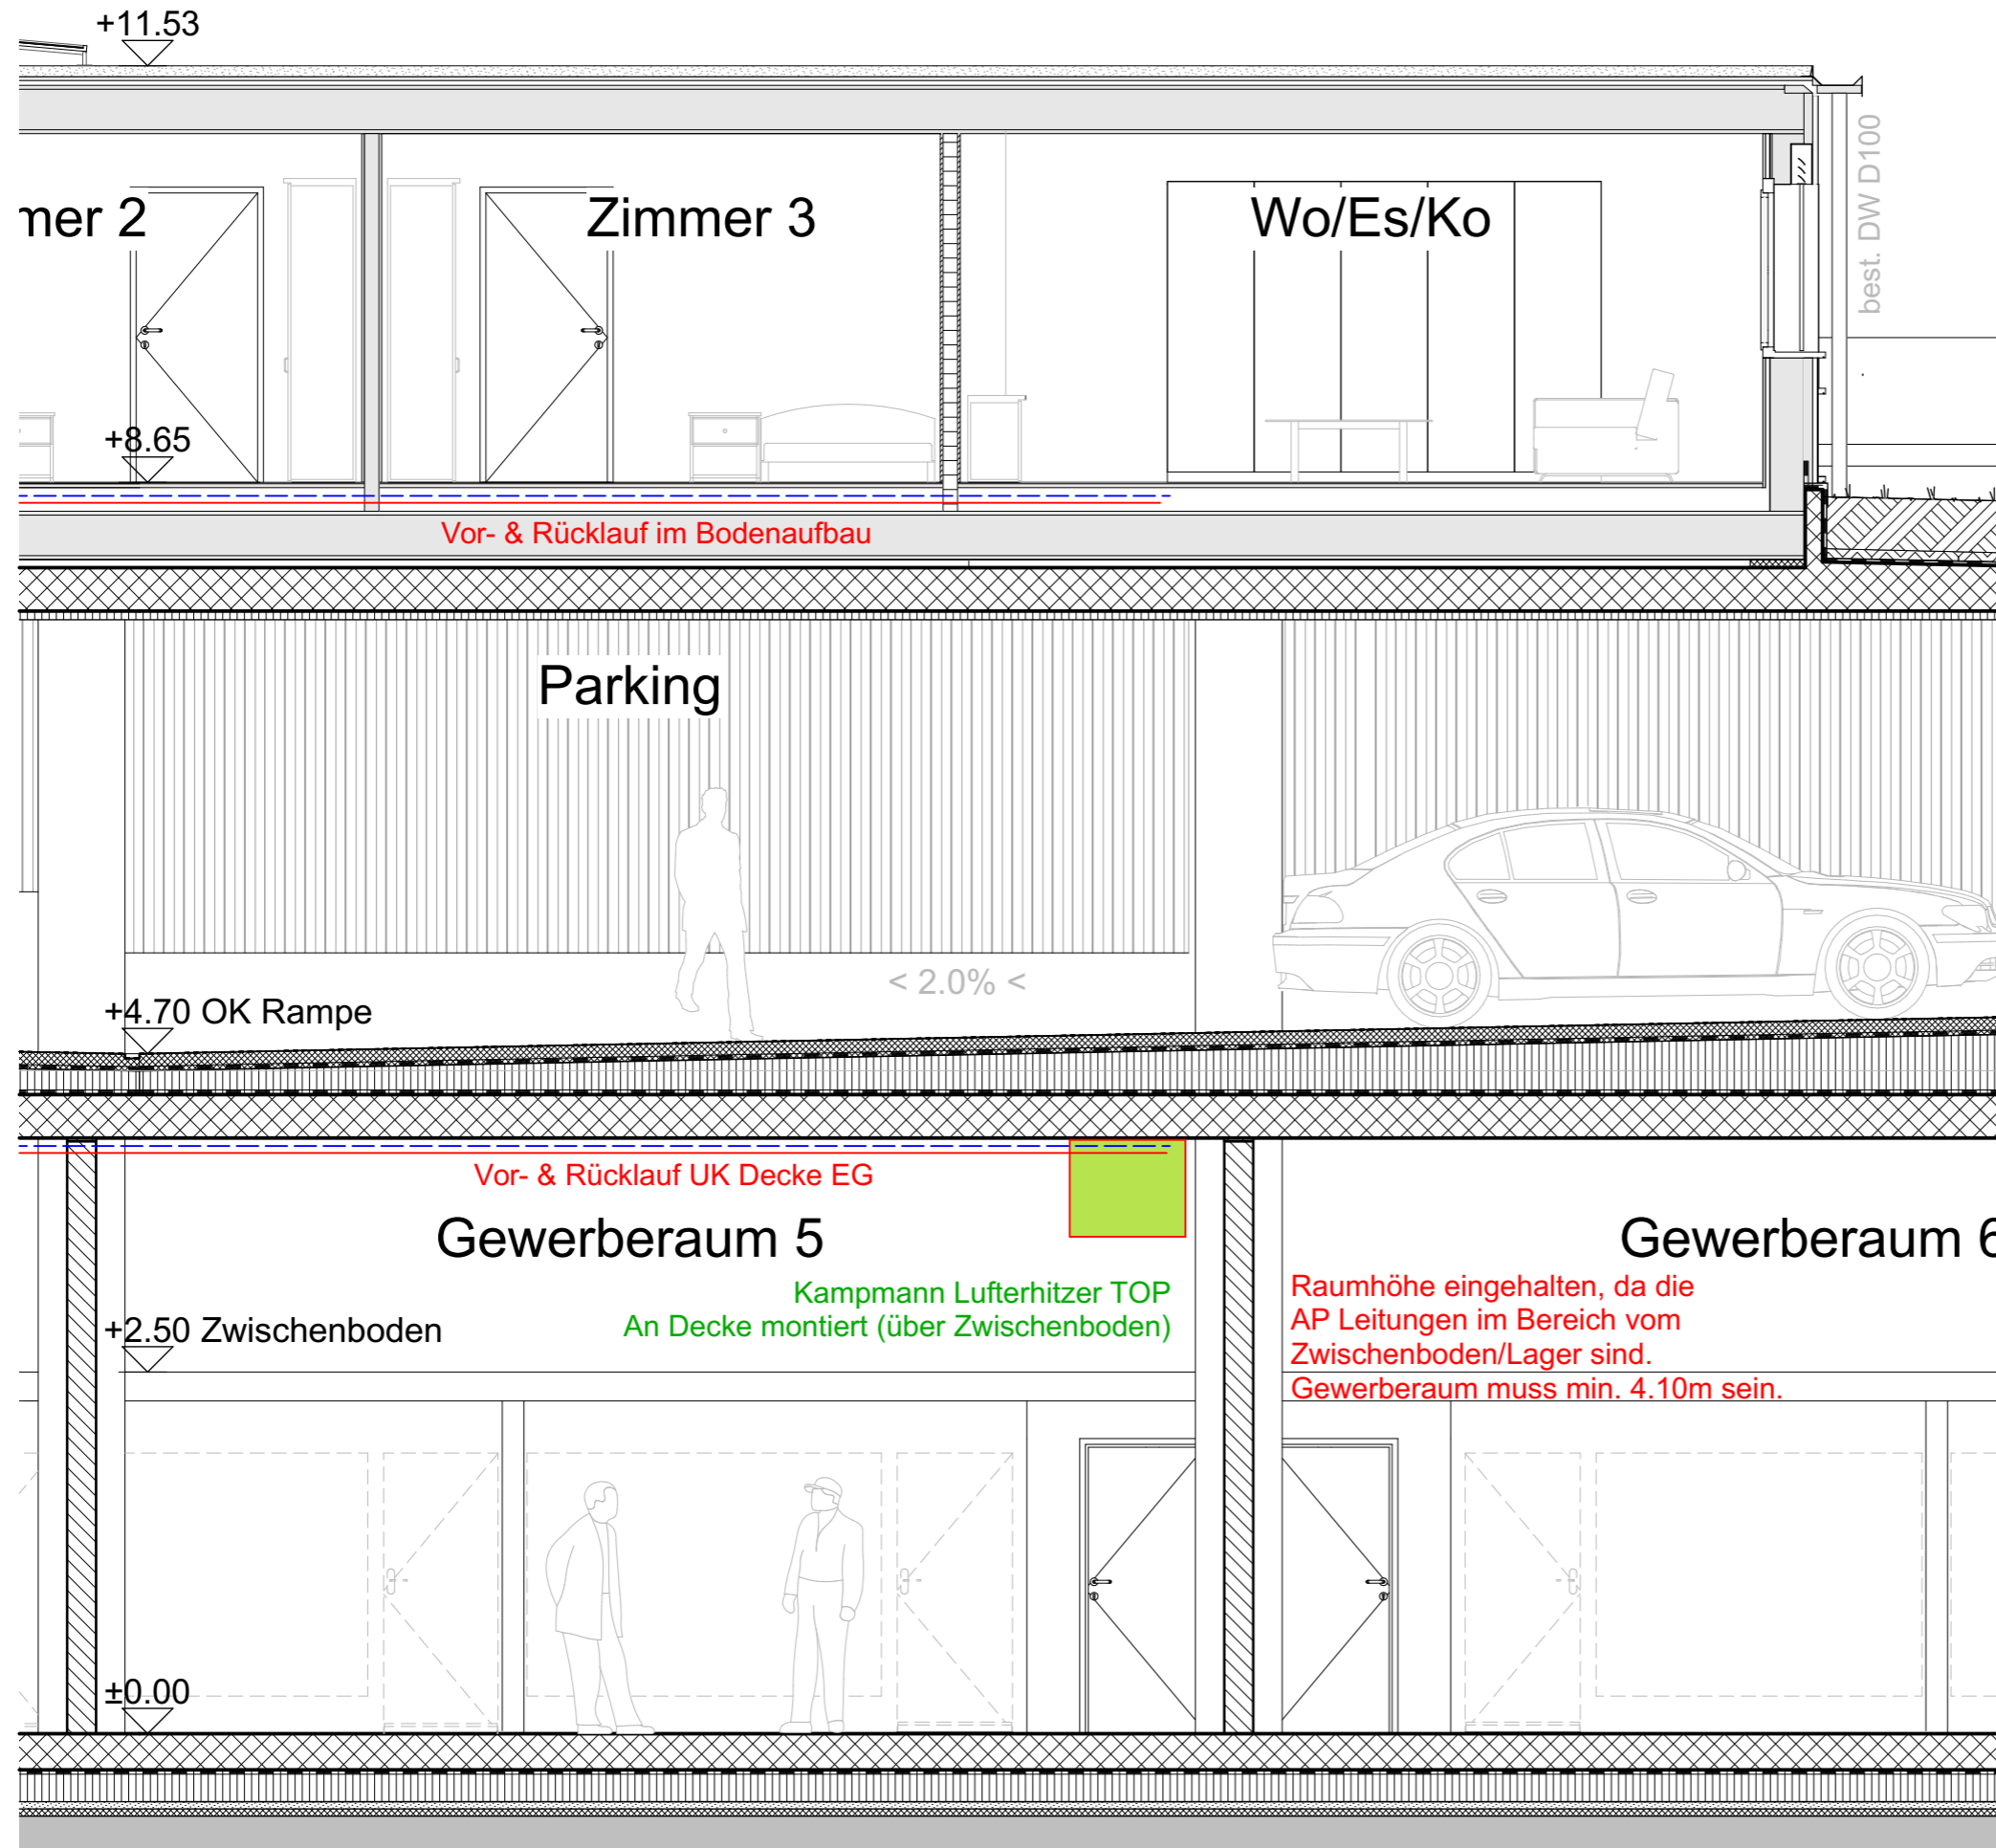 +11.53
best. DW D100
mer 2
Zimmer 3
Wo/Es/Ko
+8.65
Vor- & Rücklauf im Bodenaufbau
Parking
< 2.0% <
+4.70 OK Rampe
Vor- & Rücklauf UK Decke EG
Gewerberaum 5
Gewerberaum 6
Kampmann Lufterhitzer TOP
An Decke montiert (über Zwischenboden)
Raumhöhe eingehalten, da die
AP Leitungen im Bereich vom
Zwischenboden/Lager sind.
Gewerberaum muss min. 4.10m sein.
+2.50 Zwischenboden
±0.00